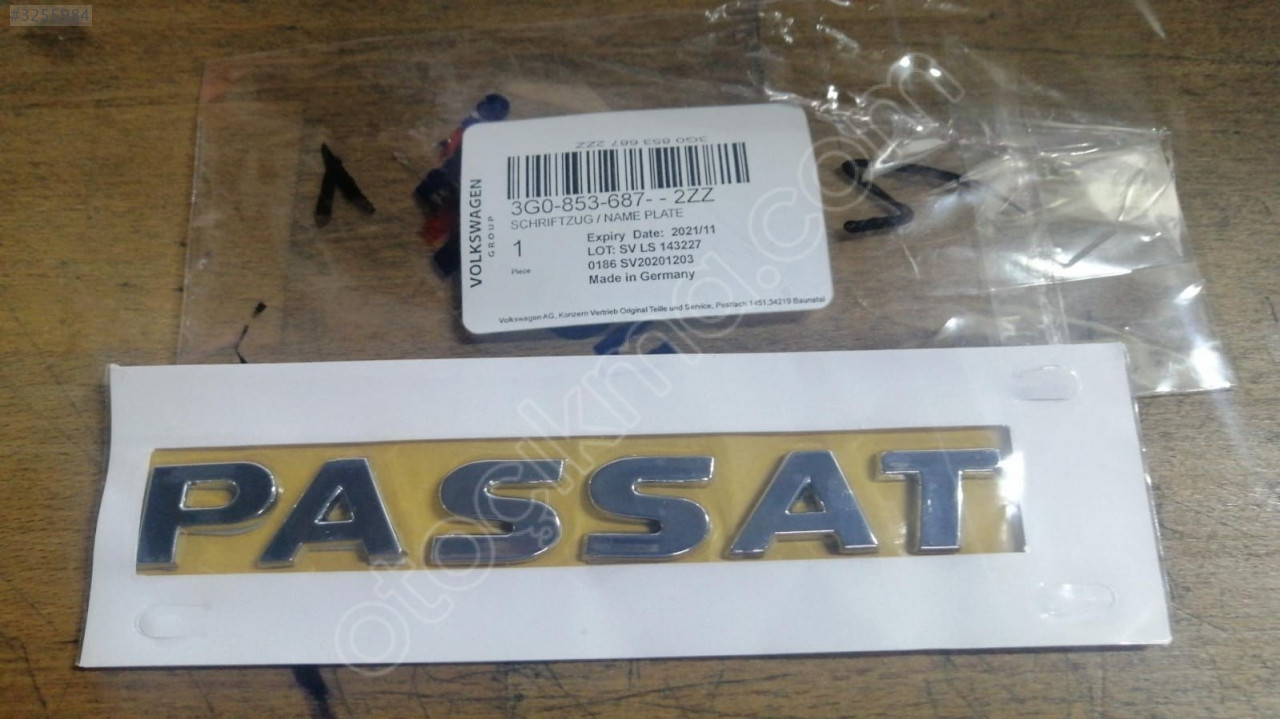 #3255984
3G0 853 687 2ZZ
VOLKSWAGEN
GROUP
3G0-853-687- - 2ZZ
SCHRIFTZUG / NAME PLATE
1
Piece
Expiry Date: 2021/11
LOT: SV LS 143227
0186 SV20201203
Made in Germany
Volkswagen AG, Konzern Vertrieb Original Teile und Service, Postfach 1451,34219 Baunatal
PASSAT
otocikmd.com